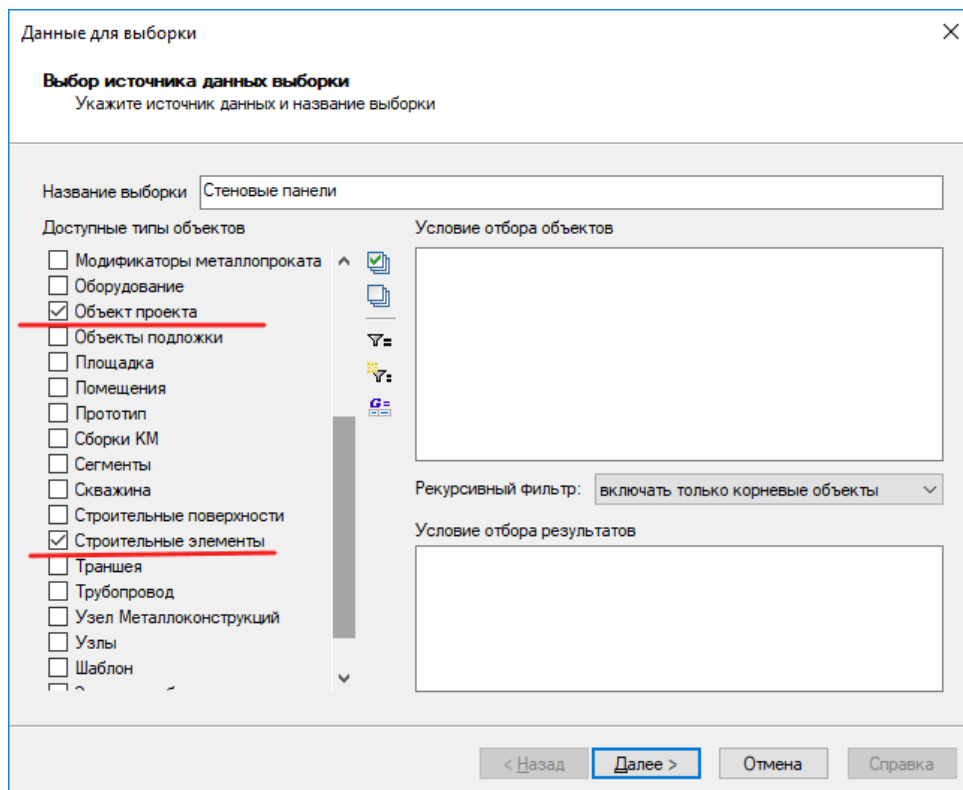 Данные для выборки
Выбор источника данных выборки
Укажите источник данных и название выборки
Название выборки Стеновые панели
Доступные типы объектов
Модификаторы металлопроката
Оборудование
Объект проекта
Объекты подложки
Площадка
Помещения
Прототип
Сборки КМ
Сегменты
Скважина
Строительные поверхности
Строительные элементы
Траншея
Трубопровод
Узел Металлоконструкций
Узлы
Шаблон
Условие отбора объектов
Рекурсивный фильтр: включать только корневые объекты
Условие отбора результатов
< Назад Далее > Отмена Справка